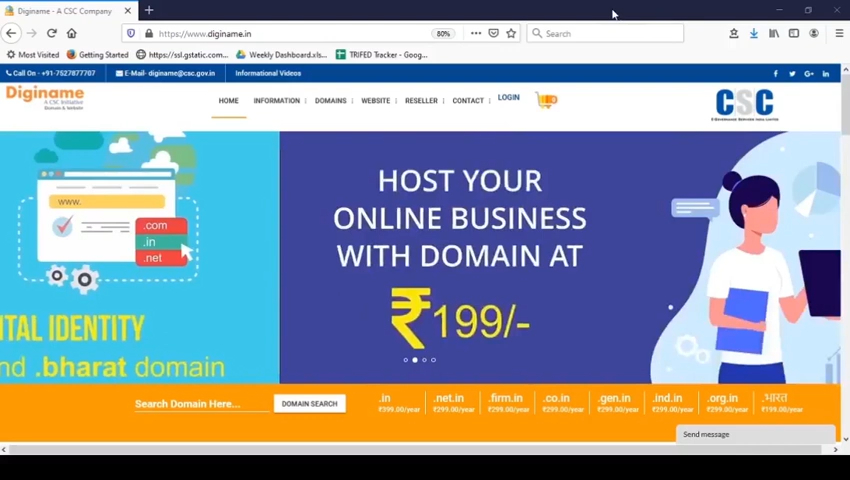 Diginame - A CSC Company
https://www.diginame.in
80%
Search
Most Visited
Getting Started
https://ssl.gstatic.com...
Weekly Dashboard.xls...
TRIFED Tracker - Goog...
Call On - +91-7527877707
E-Mail- diginame@csc.gov.in
Informational Videos
Diginame
A CSC Initiative
Domain & Website
HOME
INFORMATION
DOMAINS
WEBSITE
RESELLER
CONTACT
LOGIN
CSC
www.
.com
.in
.net
ITAL IDENTITY
nd .bharat domain
HOST YOUR
ONLINE BUSINESS
WITH DOMAIN AT
₹199/-
Search Domain Here...
DOMAIN SEARCH
.in
₹399.00/year
.net.in
₹299.00/year
.firm.in
₹299.00/year
.co.in
₹299.00/year
.gen.in
₹299.00/year
.ind.in
₹299.00/year
.org.in
₹299.00/year
.भारत
₹199.00/year
Send message